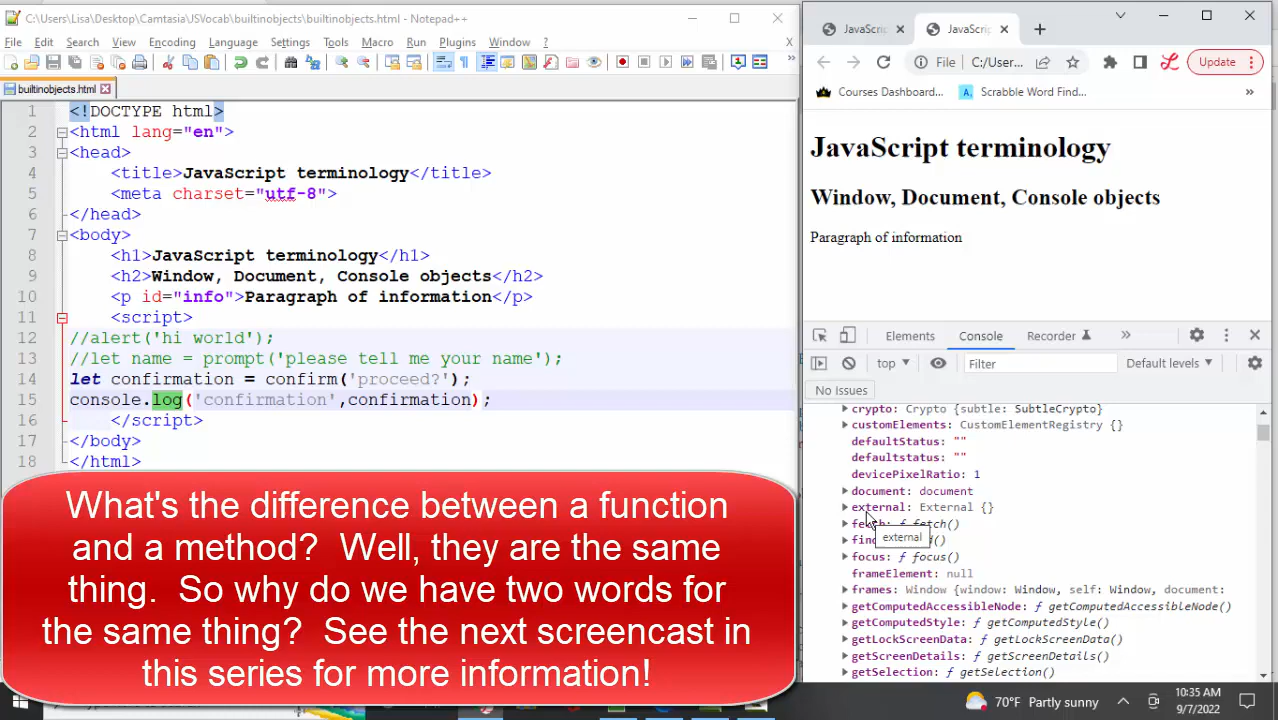 C:\Users\Lisa\Desktop\Camtasia\JSVocab\builtinobjects\builtinobjects.html - Notepad++
File Edit Search View Encoding Language Settings Tools Macro Run Plugins Window ? X
builtinobjects.html
1 <!DOCTYPE html>
2 <html lang="en">
3 <head>
4 <title>JavaScript terminology</title>
5 <meta charset="utf-8">
6 </head>
7 <body>
8 <h1>JavaScript terminology</h1>
9 <h2>Window, Document, Console objects</h2>
10 <p id="info">Paragraph of information</p>
11 <script>
12 //alert('hi world');
13 //let name = prompt('please tell me your name');
14 let confirmation = confirm('proceed?');
15 console.log('confirmation',confirmation);
16 </script>
17 </body>
18 </html>
What's the difference between a function
and a method? Well, they are the same
thing. So why do we have two words for
the same thing? See the next screencast in
this series for more information!
JavaScrip JavaScrip
File C:/User... Update
Courses Dashboard... A. Scrabble Word Find... »
JavaScript terminology
Window, Document, Console objects
Paragraph of information
Elements Console Recorder »
top Filter Default levels
No Issues
crypto: Crypto {subtle: SubtleCrypto}
customElements: CustomElementRegistry {}
defaultStatus: ""
defaultstatus: ""
devicePixelRatio: 1
document: document
external: External {}
fetch: ƒ fetch()
external
focus: ƒ focus()
frameElement: null
frames: Window {window: Window, self: Window, document:
getComputedAccessibleNode: ƒ getComputedAccessibleNode()
getComputedStyle: ƒ getComputedStyle()
getLockScreenData: ƒ getLockScreenData()
getScreenDetails: ƒ getScreenDetails()
getSelection: ƒ getSelection()
70°F Partly sunny
10:35 AM
9/7/2022